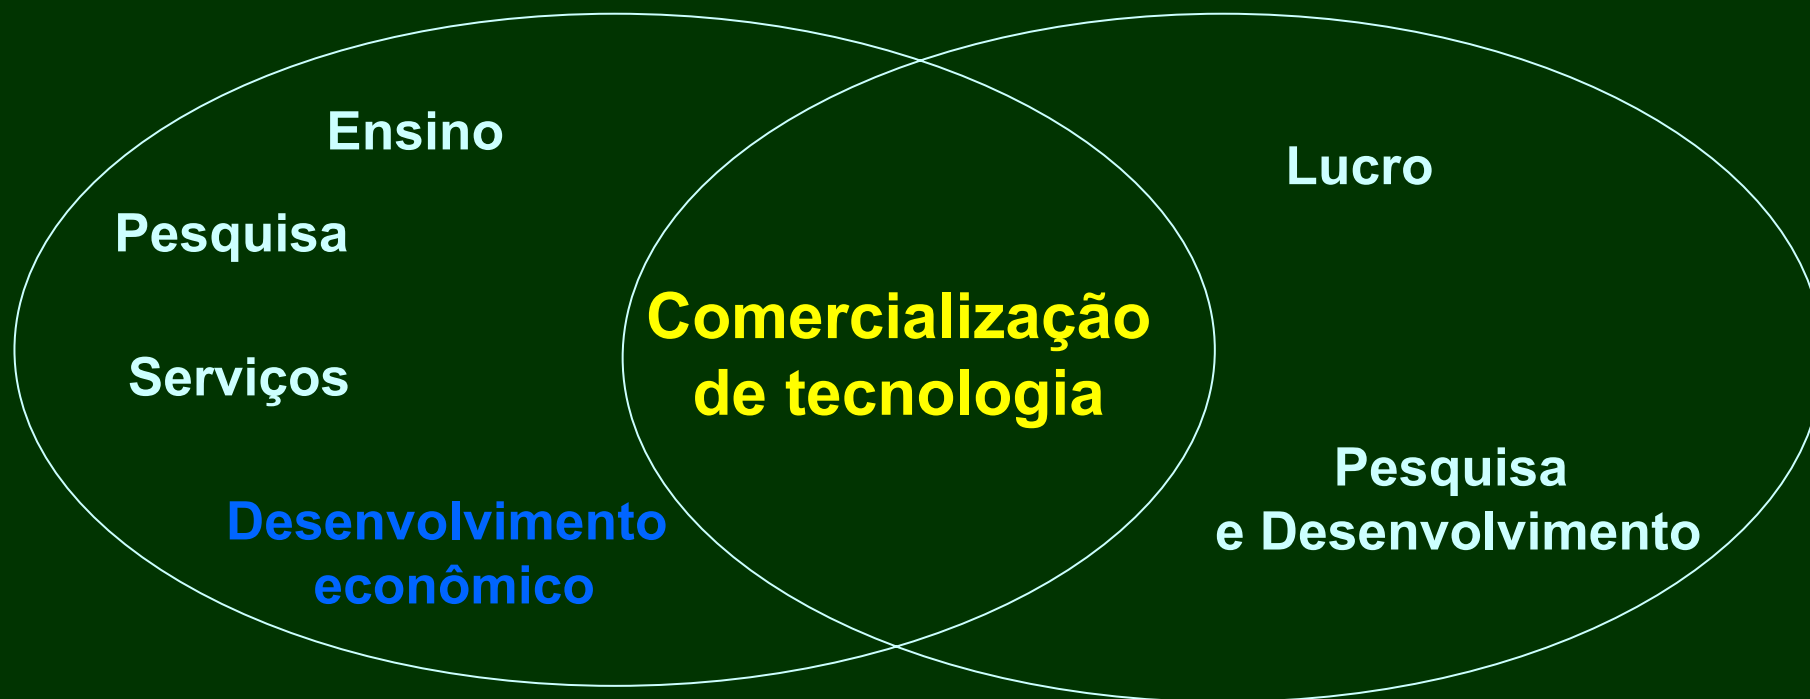 Ensino
Pesquisa
Serviços
Desenvolvimento
econômico
Comercialização
de tecnologia
Lucro
Pesquisa
e Desenvolvimento